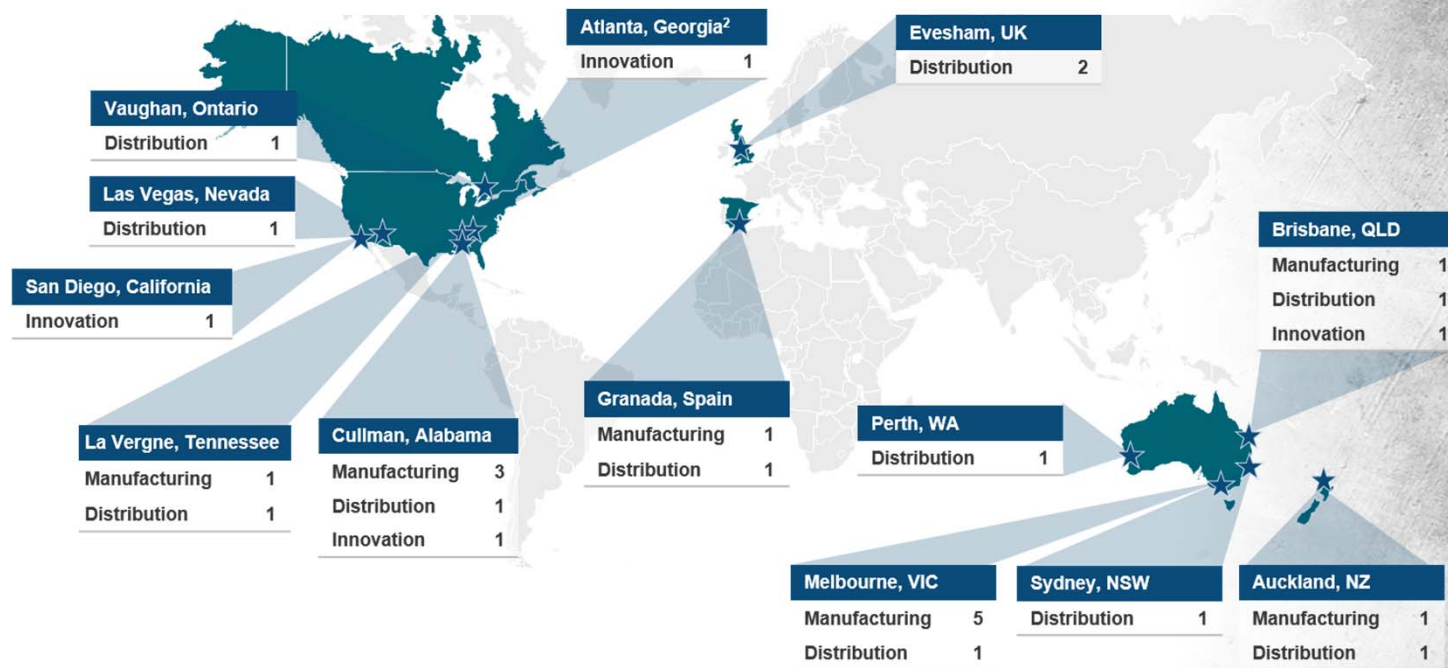 Atlanta, Georgia²
Innovation 1
Evesham, UK
Distribution 2
Vaughan, Ontario
Distribution 1
Las Vegas, Nevada
Distribution 1
San Diego, California
Innovation 1
Brisbane, QLD
Manufacturing 1
Distribution 1
Innovation 1
La Vergne, Tennessee
Manufacturing 1
Distribution 1
Cullman, Alabama
Manufacturing 3
Distribution 1
Innovation 1
Granada, Spain
Manufacturing 1
Distribution 1
Perth, WA
Distribution 1
Melbourne, VIC
Manufacturing 5
Distribution 1
Sydney, NSW
Distribution 1
Auckland, NZ
Manufacturing 1
Distribution 1